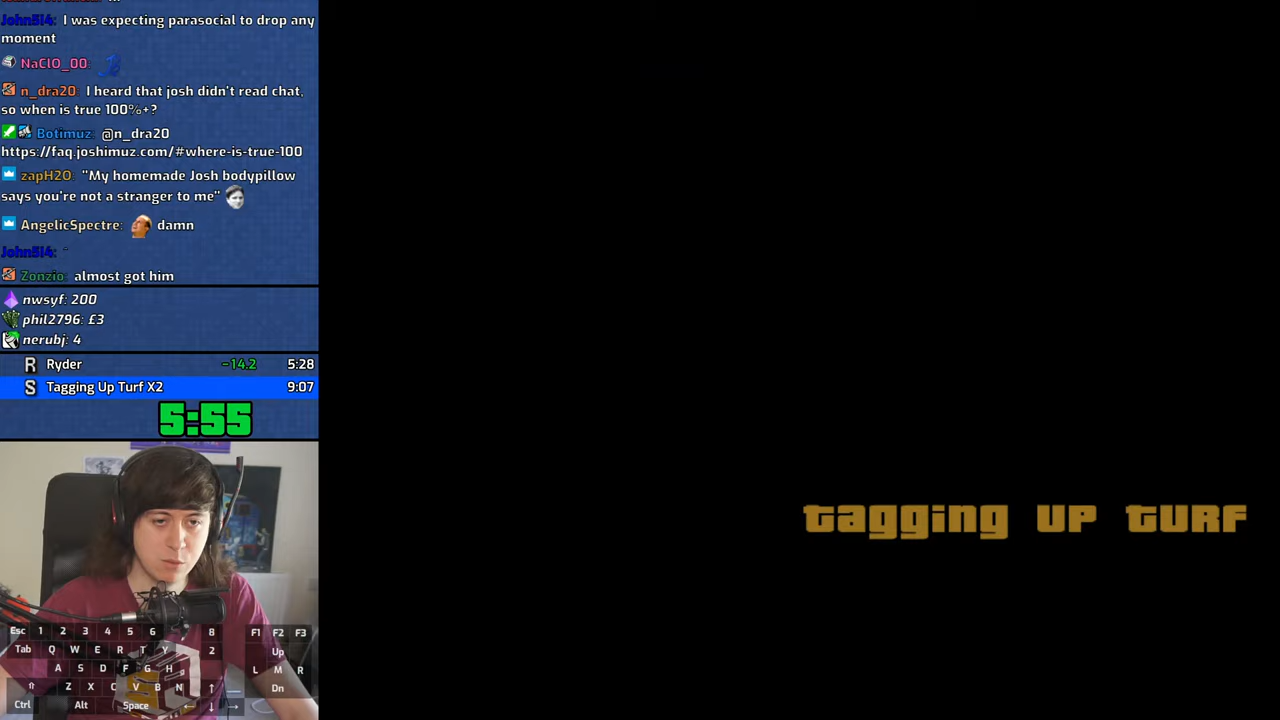 John5i4: I was expecting parasocial to drop any
moment
NaClO_00:
n_dra20: I heard that josh didn't read chat,
so when is true 100%+?
Botimuz: @n_dra20
https://faq.joshimuz.com/#where-is-true-100
zapH2O: "My homemade Josh bodypillow
says you're not a stranger to me"
AngelicSpectre: damn
John5i4:
Zonzio: almost got him
nwsyf: 200
phil2796: £3
nerubj: 4
R Ryder -14.2 5:28
S Tagging Up Turf X2 9:07
5:55
tagging UP tURF
Esc 1 2 3 4 5 6 8 F1 F2 F3
Tab Q W E R T Y 2 Up
A S D F G H L M R
⇧ Z X C V B N ↑ Dn
Ctrl Alt Space ← ↓ →